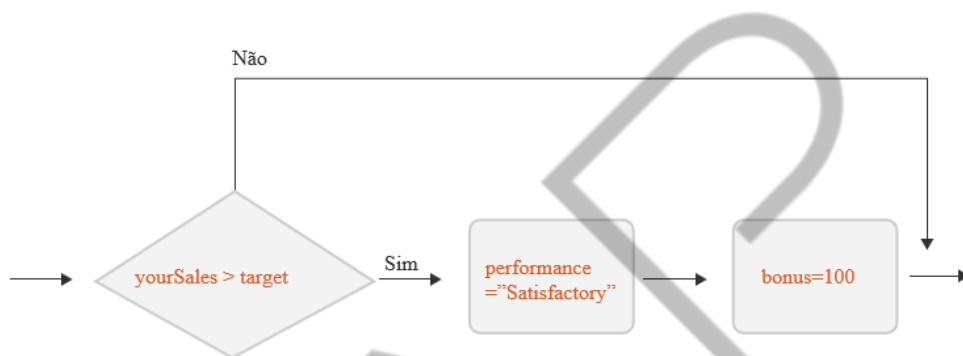 Não
yourSales > target
Sim
performance
=”Satisfactory”
bonus=100